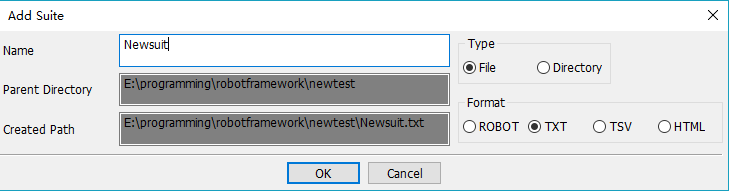 Add Suite
Name Newsuit
Type
File Directory
Parent Directory E:\programming\robotframework\newtest
Format
Created Path E:\programming\robotframework\newtest\Newsuit.txt
ROBOT TXT TSV HTML
OK Cancel